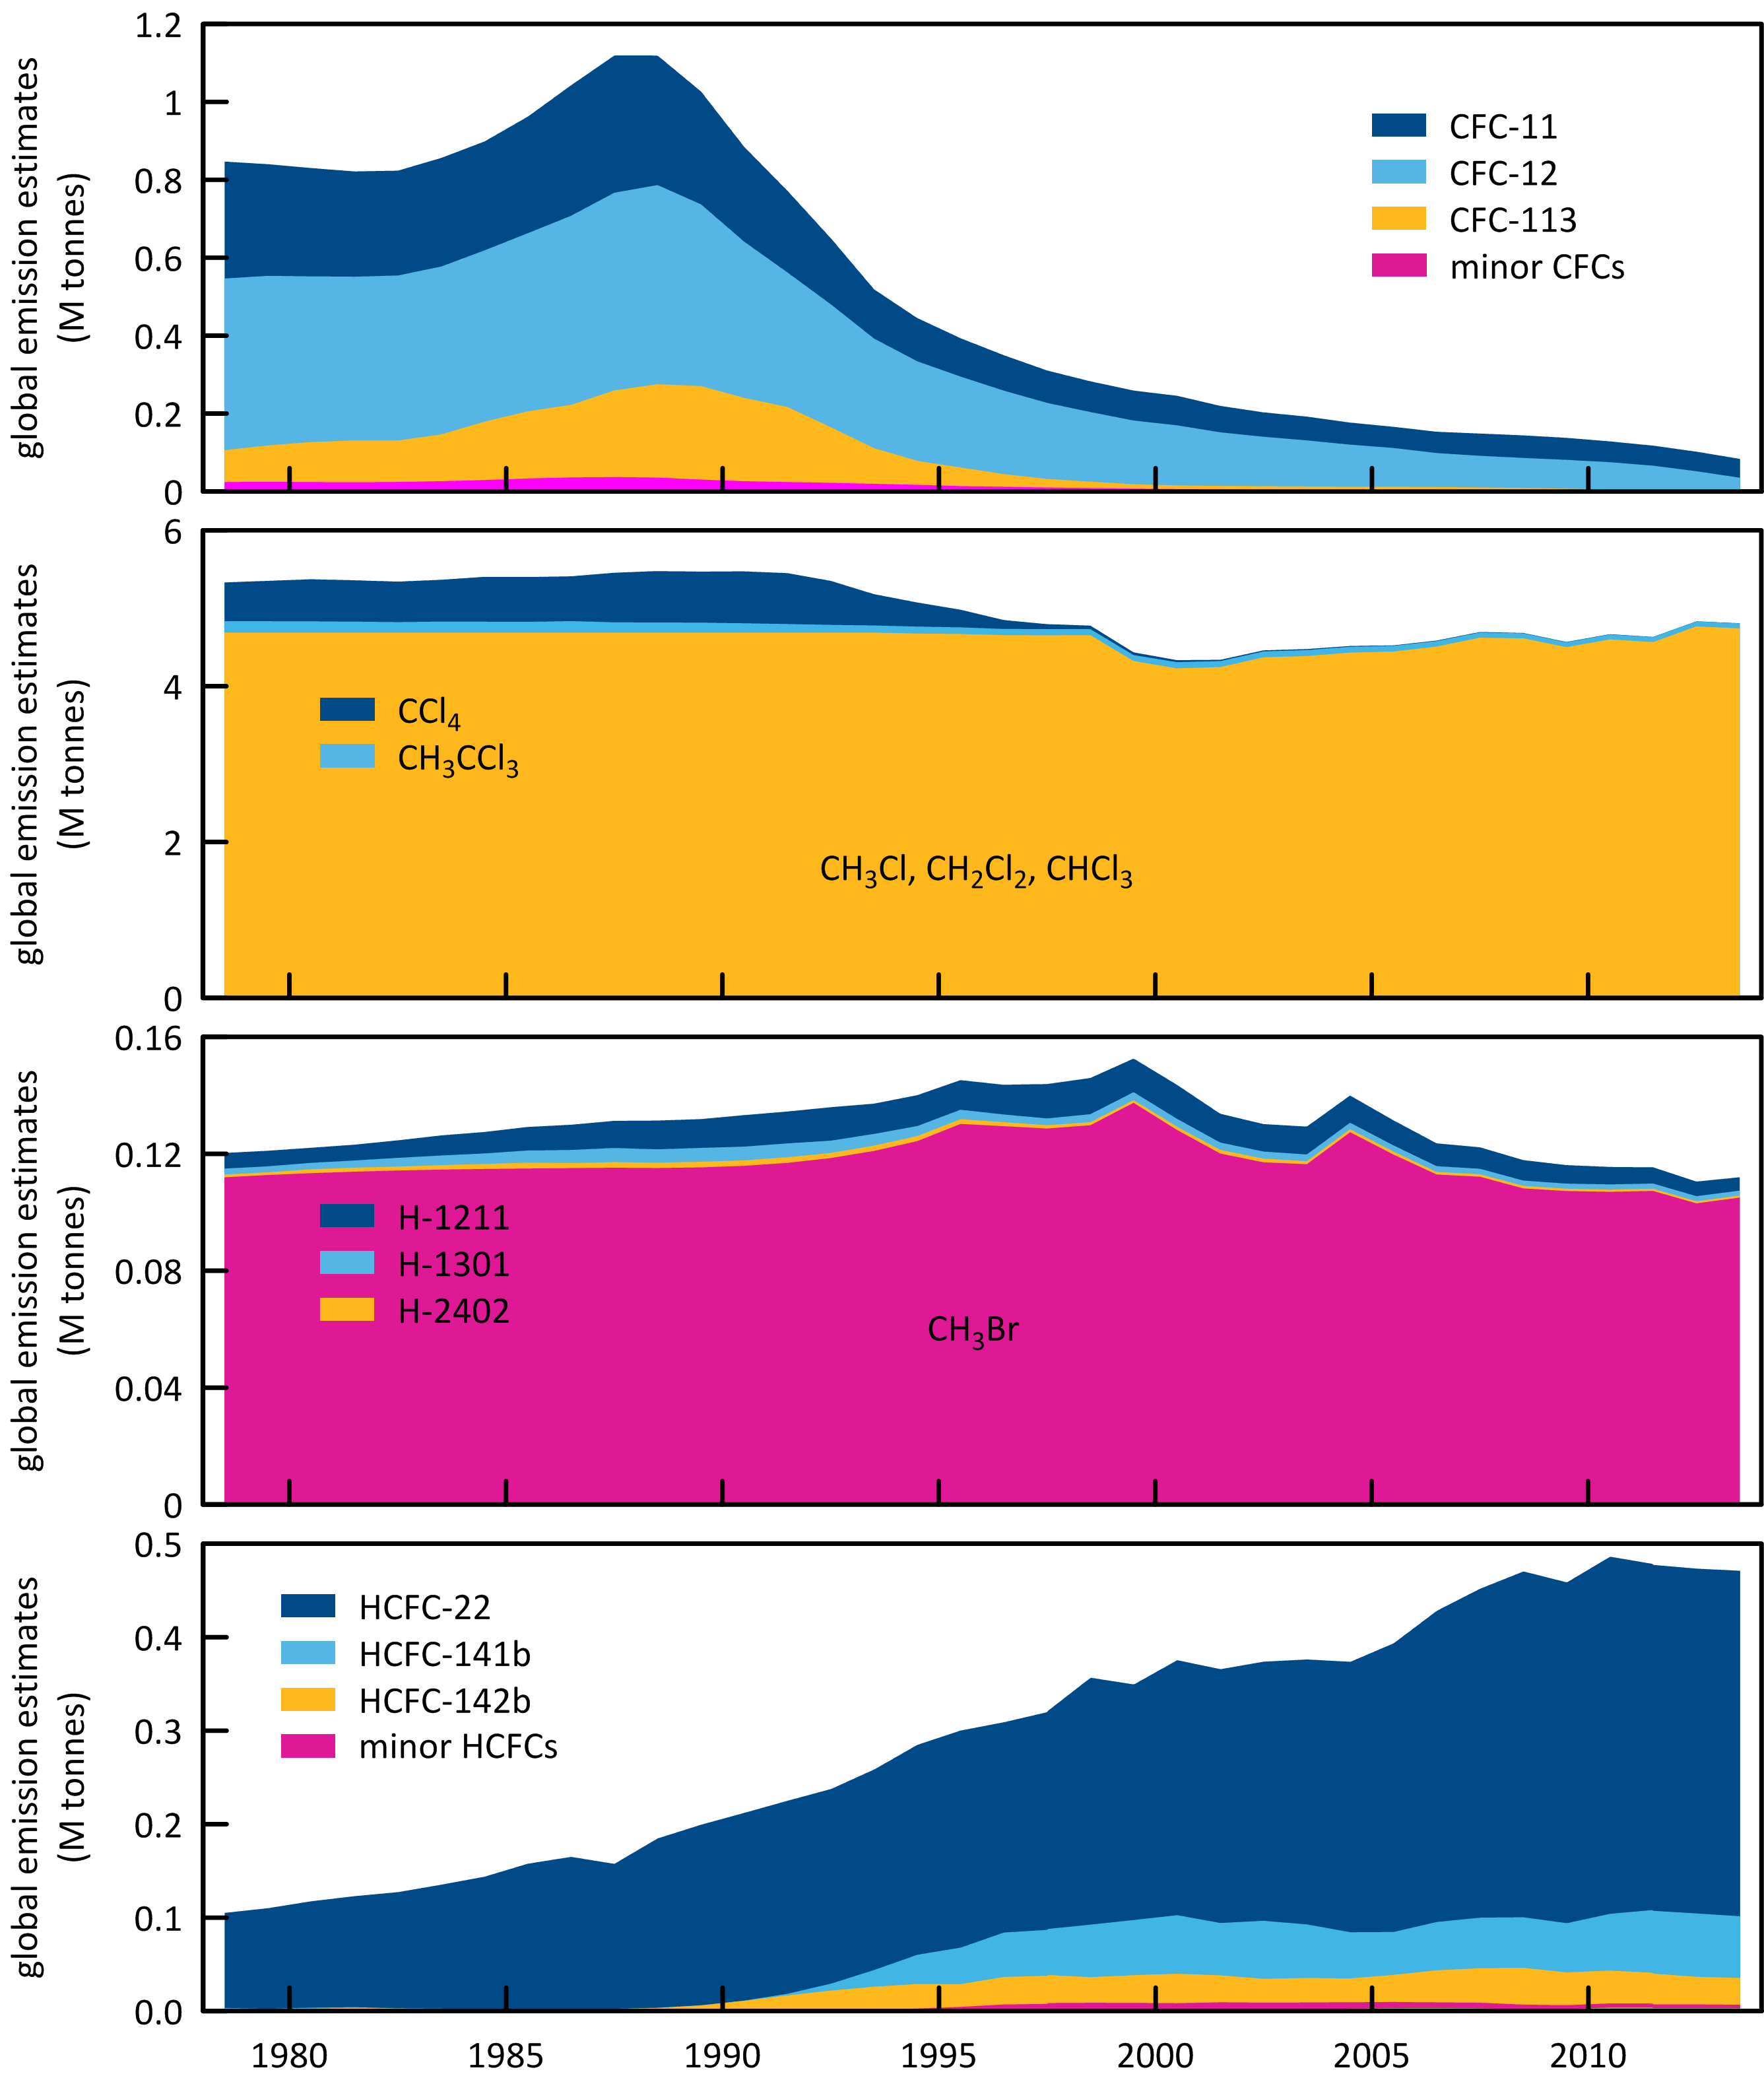 global emission estimates
(M tonnes)
1.2
1
0.8
0.6
0.4
0.2
0
CFC-11
CFC-12
CFC-113
minor CFCs
global emission estimates
(M tonnes)
6
4
2
0
CCl₄
CH₃CCl₃
CH₃Cl, CH₂Cl₂, CHCl₃
global emission estimates
(M tonnes)
0.16
0.12
0.08
0.04
0
H-1211
H-1301
H-2402
CH₃Br
global emission estimates
(M tonnes)
0.5
0.4
0.3
0.2
0.1
0.0
HCFC-22
HCFC-141b
HCFC-142b
minor HCFCs
1980 1985 1990 1995 2000 2005 2010